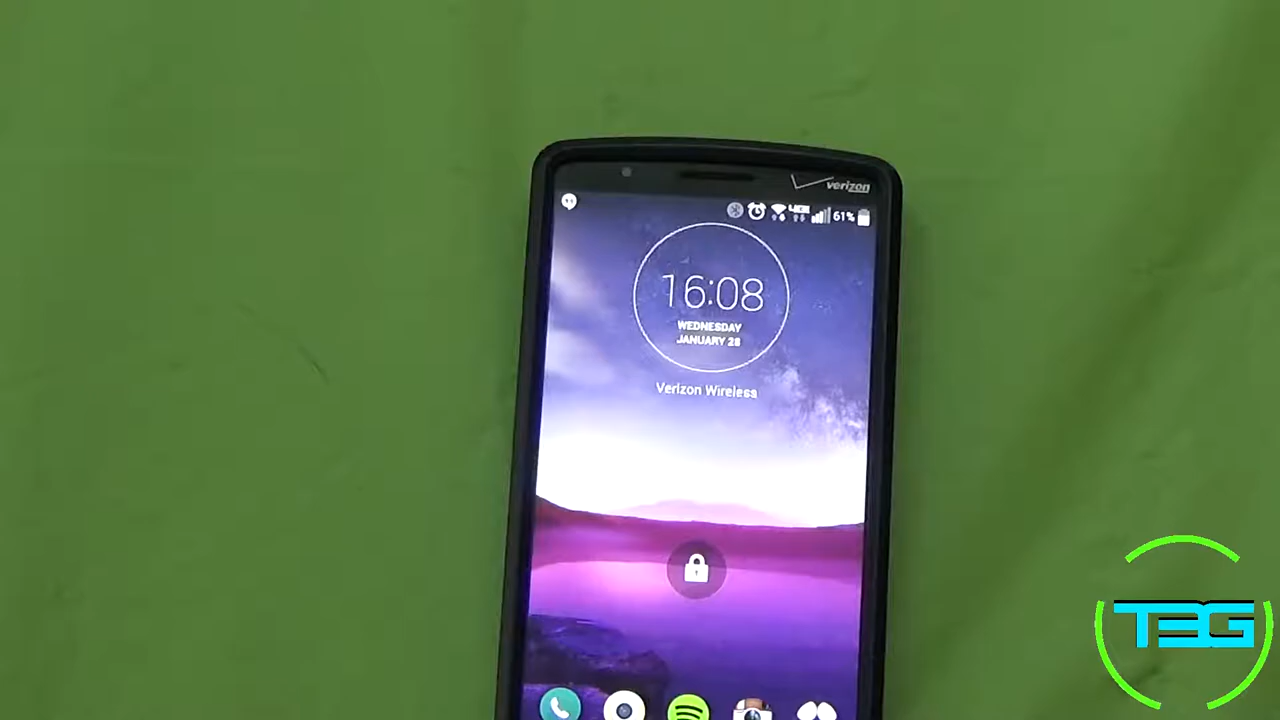 verizon
61%
16:08
WEDNESDAY
JANUARY 28
Verizon Wireless
TBG